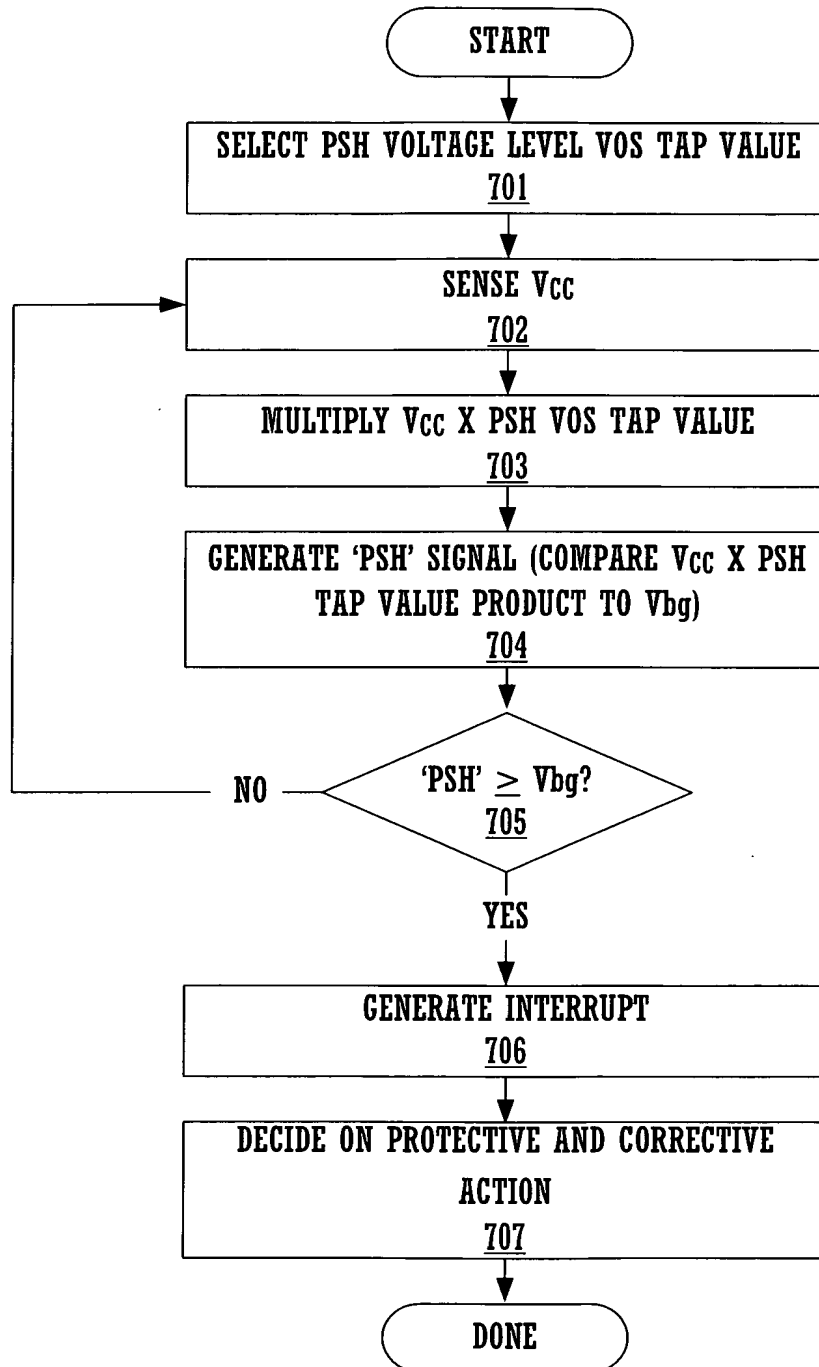 START
SELECT PSH VOLTAGE LEVEL VOS TAP VALUE
701
SENSE VCC
702
MULTIPLY VCC X PSH VOS TAP VALUE
703
GENERATE ‘PSH’ SIGNAL (COMPARE VCC X PSH
TAP VALUE PRODUCT TO Vbg)
704
‘PSH’ ≥ Vbg?
705
NO
YES
GENERATE INTERRUPT
706
DECIDE ON PROTECTIVE AND CORRECTIVE
ACTION
707
DONE